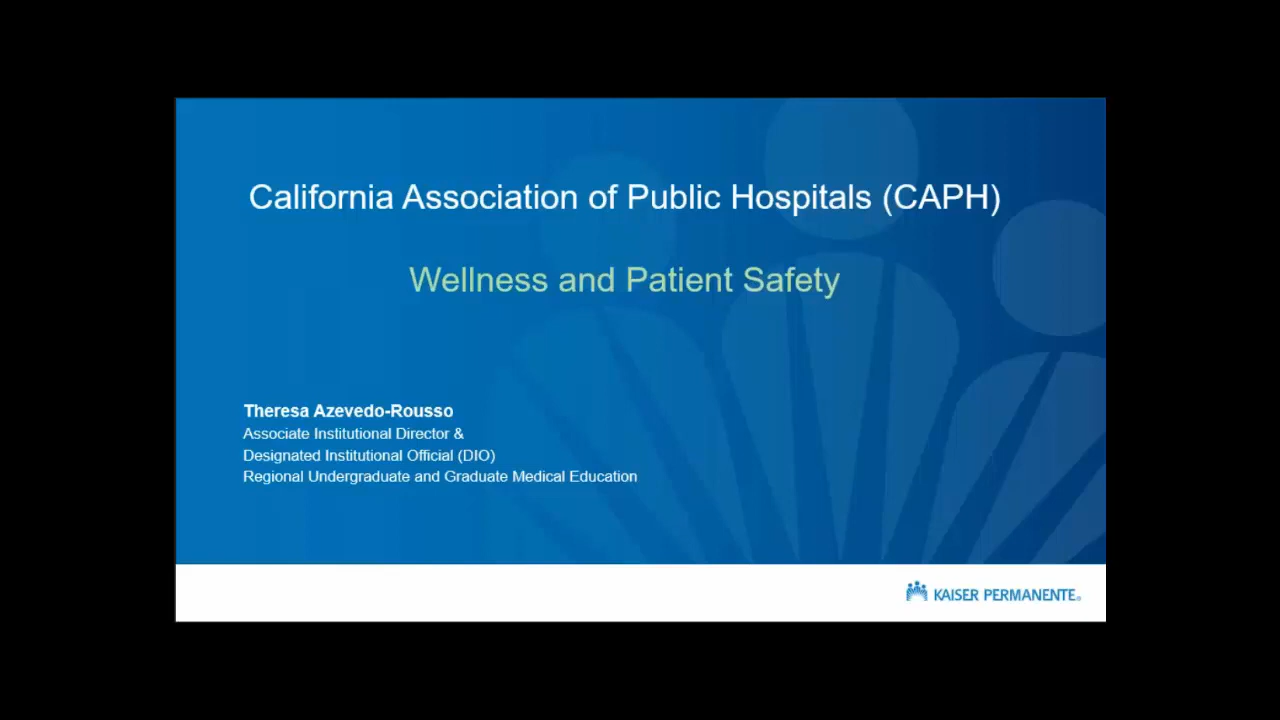 California Association of Public Hospitals (CAPH)
Wellness and Patient Safety
Theresa Azevedo-Rousso
Associate Institutional Director &
Designated Institutional Official (DIO)
Regional Undergraduate and Graduate Medical Education
KAISER PERMANENTE®